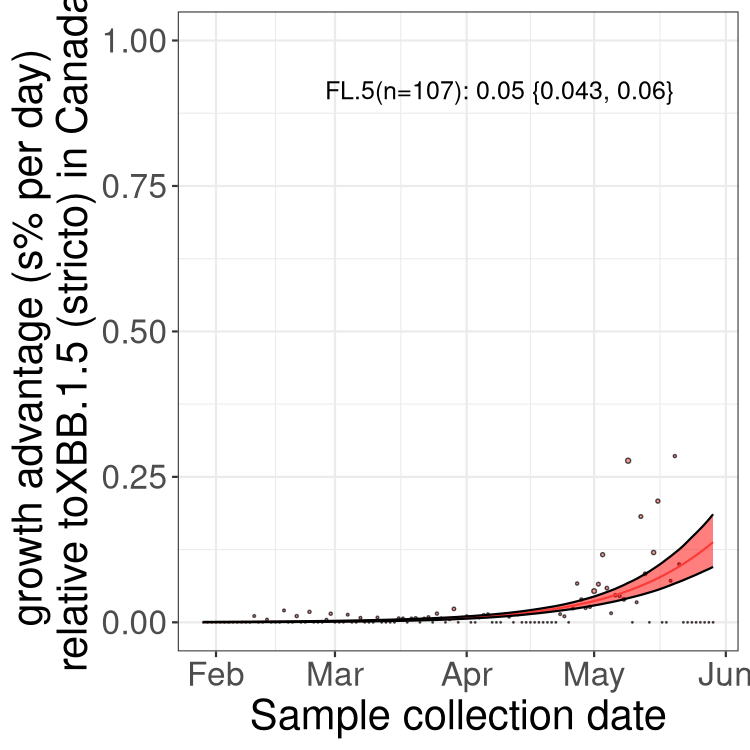 growth advantage (s% per day)
relative toXBB.1.5 (stricto) in Canada
1.00
0.75
0.50
0.25
0.00
FL.5(n=107): 0.05 {0.043, 0.06}
Feb Mar Apr May Jun
Sample collection date